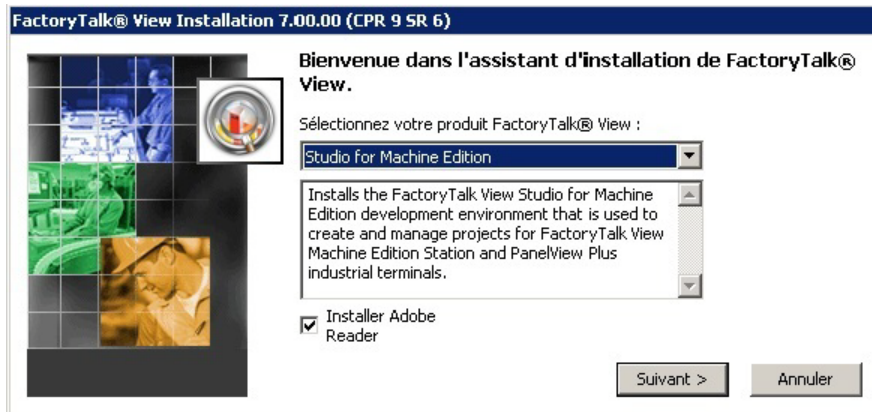 FactoryTalk® View Installation 7.00.00 (CPR 9 SR 6)
Bienvenue dans l'assistant d'installation de FactoryTalk®
View.
Sélectionnez votre produit FactoryTalk® View :
Studio for Machine Edition
Installs the FactoryTalk View Studio for Machine
Edition development environment that is used to
create and manage projects for FactoryTalk View
Machine Edition Station and PanelView Plus
industrial terminals.
Installer Adobe
Reader
Suivant >
Annuler